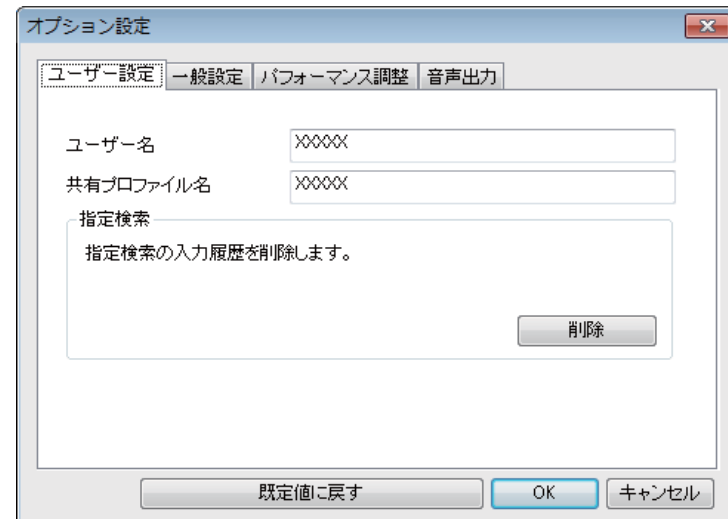 オプション設定
ユーザー設定 一般設定 パフォーマンス調整 音声出力
ユーザー名 XXXXX
共有プロファイル名 XXXXX
指定検索
指定検索の入力履歴を削除します。
削除
既定値に戻す OK キャンセル